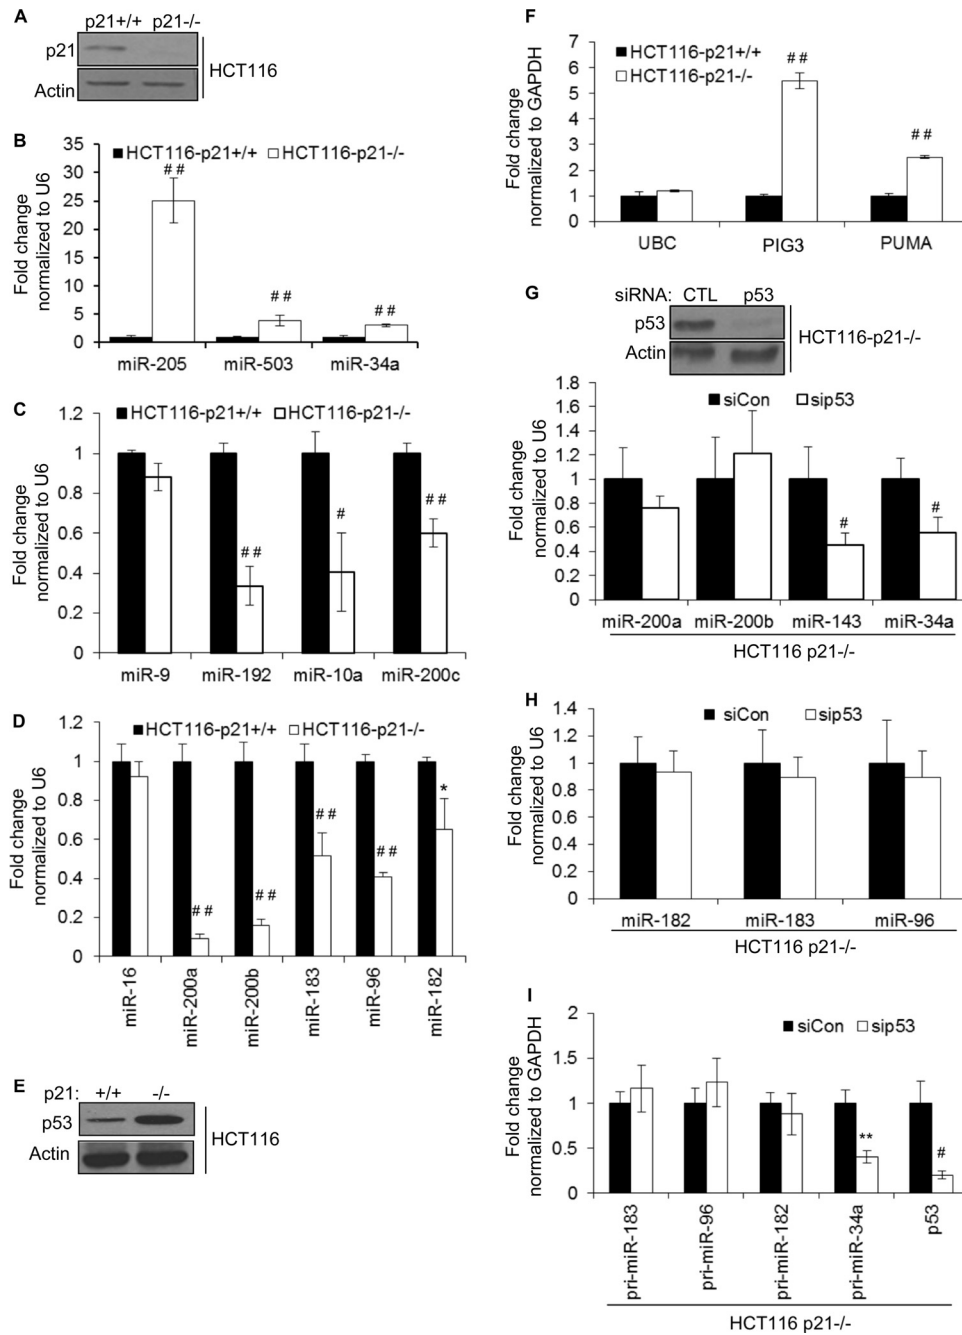 A
p21+/+ p21-/-
p21
Actin
HCT116
B
Fold change
normalized to U6
35
30
25
20
15
10
5
0
HCT116-p21+/+ HCT116-p21-/-
##
##
##
miR-205 miR-503 miR-34a
C
Fold change
normalized to U6
1.2
1
0.8
0.6
0.4
0.2
0
HCT116-p21+/+ HCT116-p21-/-
##
#
##
miR-9 miR-192 miR-10a miR-200c
D
Fold change
normalized to U6
1.2
1
0.8
0.6
0.4
0.2
0
HCT116-p21+/+ HCT116-p21-/-
##
##
##
##
*
miR-16
miR-200a
miR-200b
miR-183
miR-96
miR-182
E
p21: +/+ -/-
p53
Actin
HCT116
F
Fold change
normalized to GAPDH
7
6
5
4
3
2
1
0
HCT116-p21+/+
HCT116-p21-/-
##
##
UBC PIG3 PUMA
G
siRNA: CTL p53
p53
Actin
HCT116-p21-/-
Fold change
normalized to U6
1.8
1.6
1.4
1.2
1
0.8
0.6
0.4
0.2
0
siCon sip53
#
#
miR-200a miR-200b miR-143 miR-34a
HCT116 p21-/-
H
Fold change
normalized to U6
1.4
1.2
1
0.8
0.6
0.4
0.2
0
siCon sip53
miR-182 miR-183 miR-96
HCT116 p21-/-
I
Fold change
normalized to GAPDH
2
1.5
1
0.5
0
siCon sip53
**
#
pri-miR-183
pri-miR-96
pri-miR-182
pri-miR-34a
p53
HCT116 p21-/-